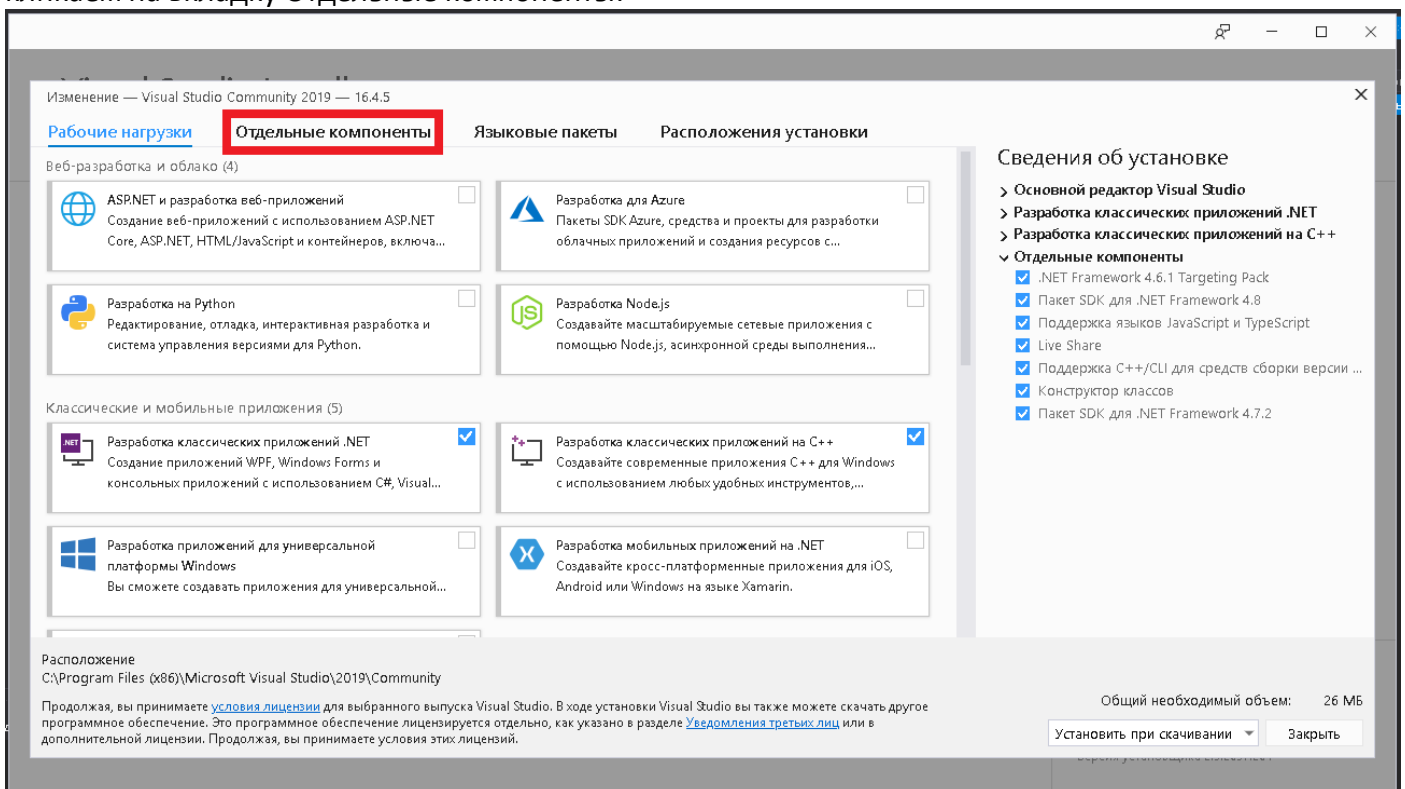 кликаем на вкладку Отдельные компоненты.
Изменение — Visual Studio Community 2019 — 16.4.5
Рабочие нагрузки Отдельные компоненты Языковые пакеты Расположения установки
Веб-разработка и облако (4)
ASP.NET и разработка веб-приложений
Создание веб-приложений с использованием ASP.NET
Core, ASP.NET, HTML/JavaScript и контейнеров, включа...
Разработка для Azure
Пакеты SDK Azure, средства и проекты для разработки
облачных приложений и создания ресурсов с...
Разработка на Python
Редактирование, отладка, интерактивная разработка и
система управления версиями для Python.
Разработка Node.js
Создавайте масштабируемые сетевые приложения с
помощью Node.js, асинхронной среды выполнения...
Классические и мобильные приложения (5)
Разработка классических приложений .NET
Создание приложений WPF, Windows Forms и
консольных приложений с использованием C#, Visual...
Разработка классических приложений на C++
Создавайте современные приложения C++ для Windows
с использованием любых удобных инструментов,...
Разработка приложений для универсальной
платформы Windows
Вы сможете создавать приложения для универсальной...
Разработка мобильных приложений на .NET
Создавайте кросс-платформенные приложения для iOS,
Android или Windows на языке Xamarin.
Сведения об установке
Основной редактор Visual Studio
Разработка классических приложений .NET
Разработка классических приложений на C++
Отдельные компоненты
.NET Framework 4.6.1 Targeting Pack
Пакет SDK для .NET Framework 4.8
Поддержка языков JavaScript и TypeScript
Live Share
Поддержка C++/CLI для средств сборки версии ...
Конструктор классов
Пакет SDK для .NET Framework 4.7.2
Расположение
C:\Program Files (x86)\Microsoft Visual Studio\2019\Community
Продолжая, вы принимаете условия лицензии для выбранного выпуска Visual Studio. В ходе установки Visual Studio вы также можете скачать другое
программное обеспечение. Это программное обеспечение лицензируется отдельно, как указано в разделе Уведомления третьих лиц или в
дополнительной лицензии. Продолжая, вы принимаете условия этих лицензий.
Общий необходимый объем: 26 МБ
Установить при скачивании Закрыть